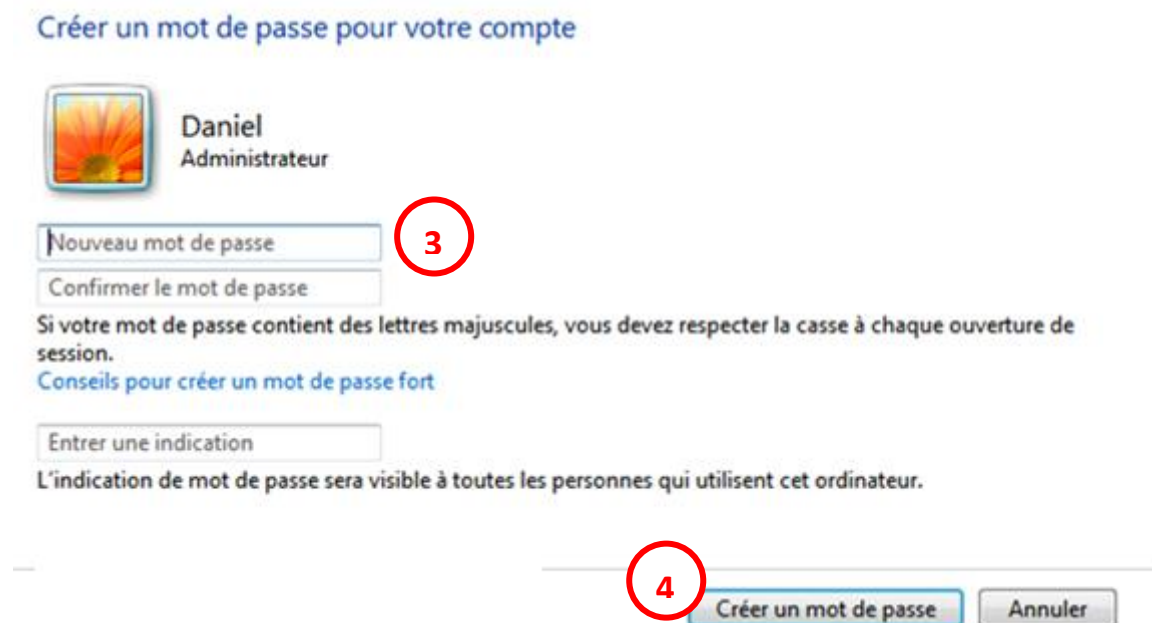 Créer un mot de passe pour votre compte
Daniel
Administrateur
Nouveau mot de passe
3
Confirmer le mot de passe
Si votre mot de passe contient des lettres majuscules, vous devez respecter la casse à chaque ouverture de
session.
Conseils pour créer un mot de passe fort
Entrer une indication
L'indication de mot de passe sera visible à toutes les personnes qui utilisent cet ordinateur.
4
Créer un mot de passe Annuler